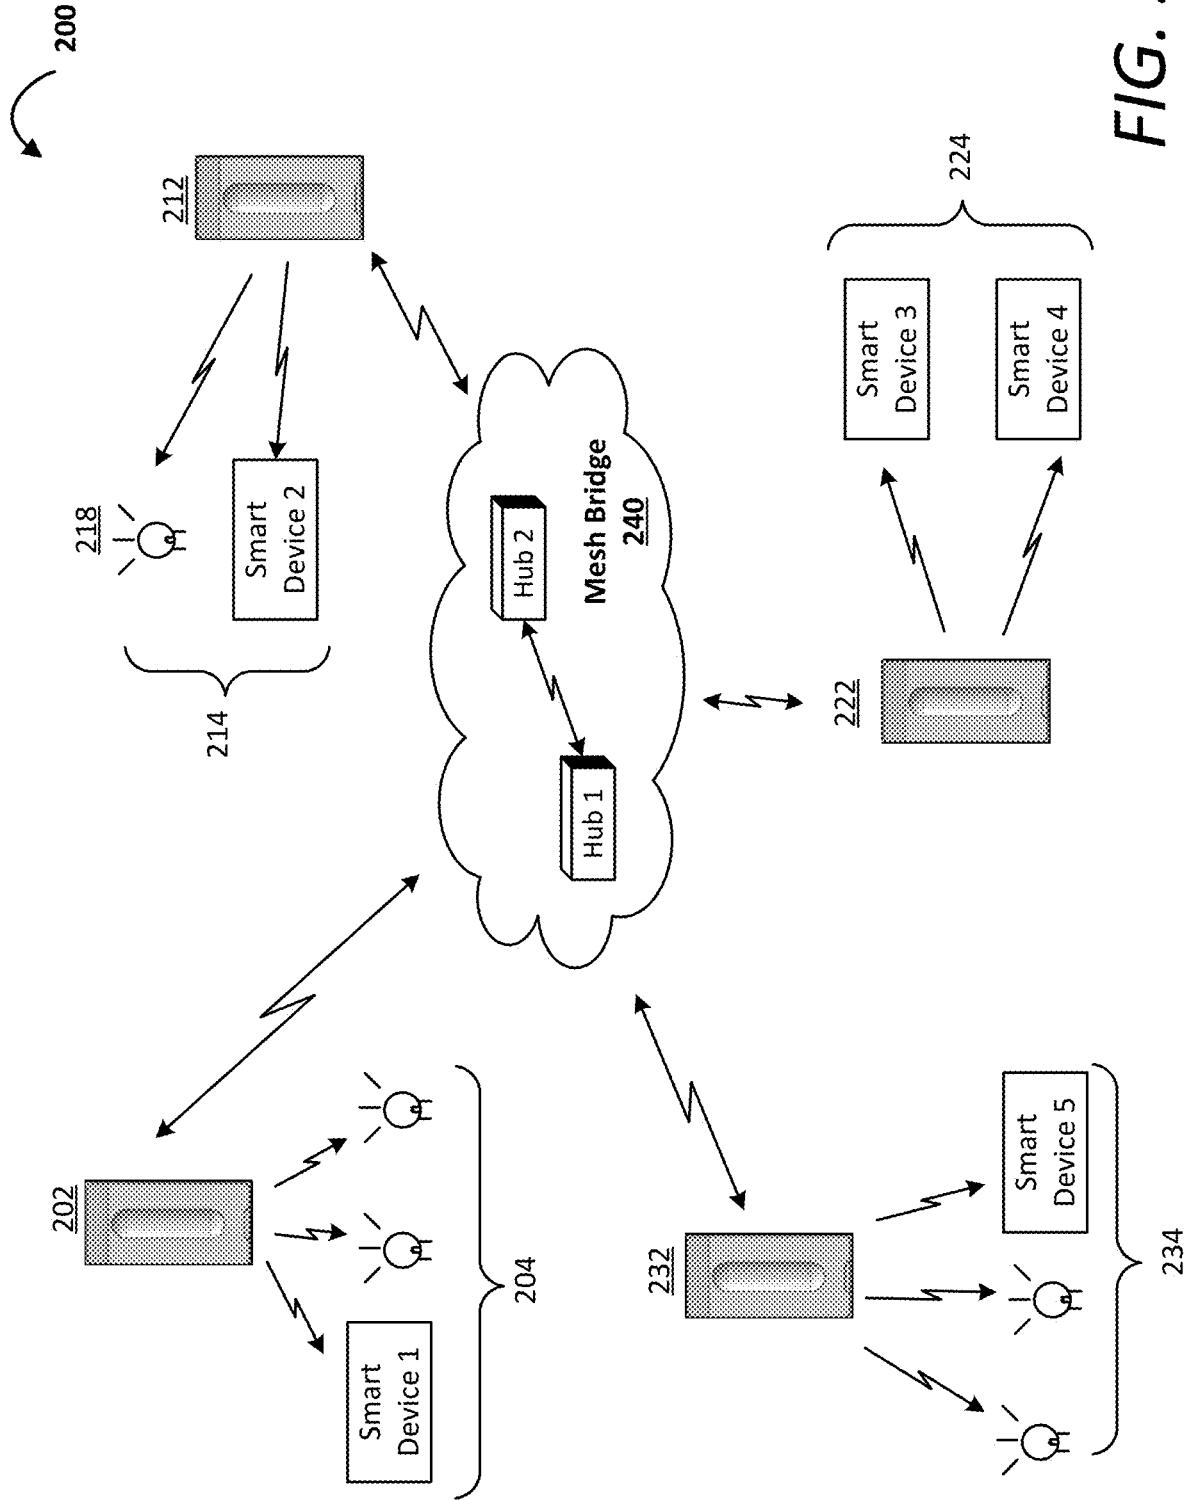 200
202
Smart
Device 1
204
212
218
Smart
Device 2
214
Hub 1
Hub 2
Mesh Bridge
240
232
Smart
Device 5
234
222
Smart
Device 3
Smart
Device 4
224
FIG.